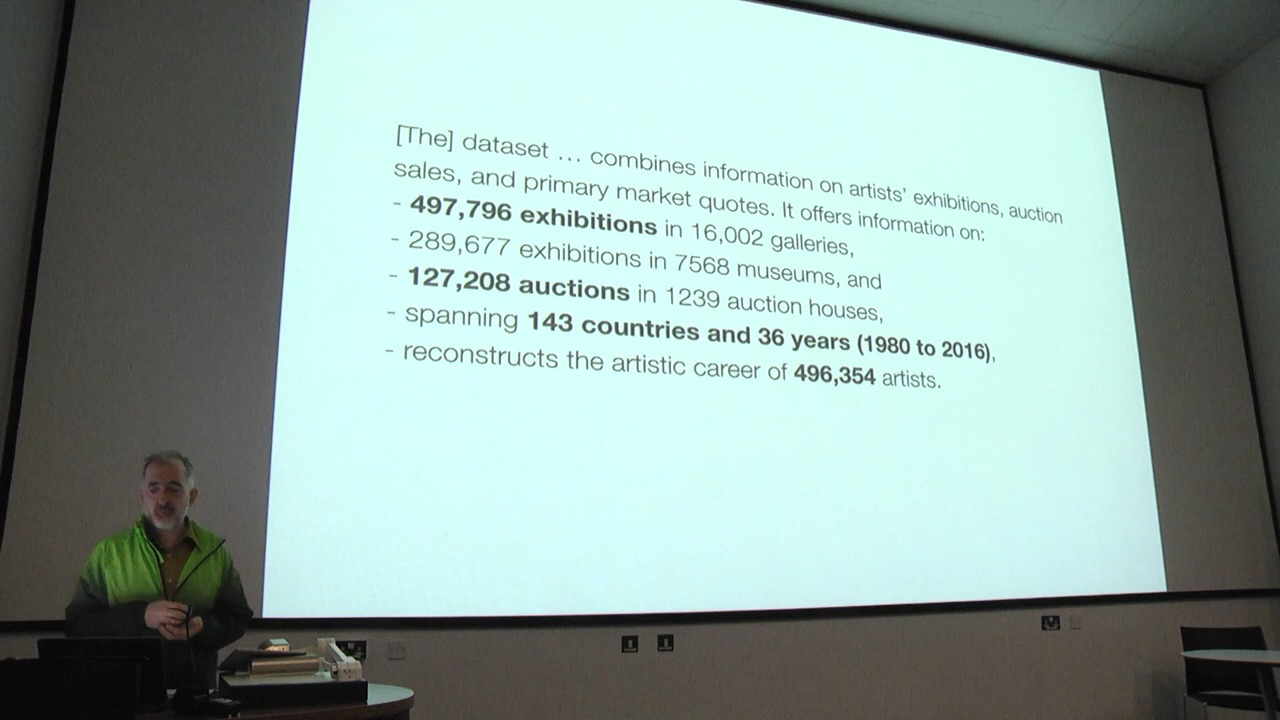 [The] dataset … combines information on artists’ exhibitions, auction
sales, and primary market quotes. It offers information on:
- 497,796 exhibitions in 16,002 galleries,
- 289,677 exhibitions in 7568 museums, and
- 127,208 auctions in 1239 auction houses,
- spanning 143 countries and 36 years (1980 to 2016),
- reconstructs the artistic career of 496,354 artists.